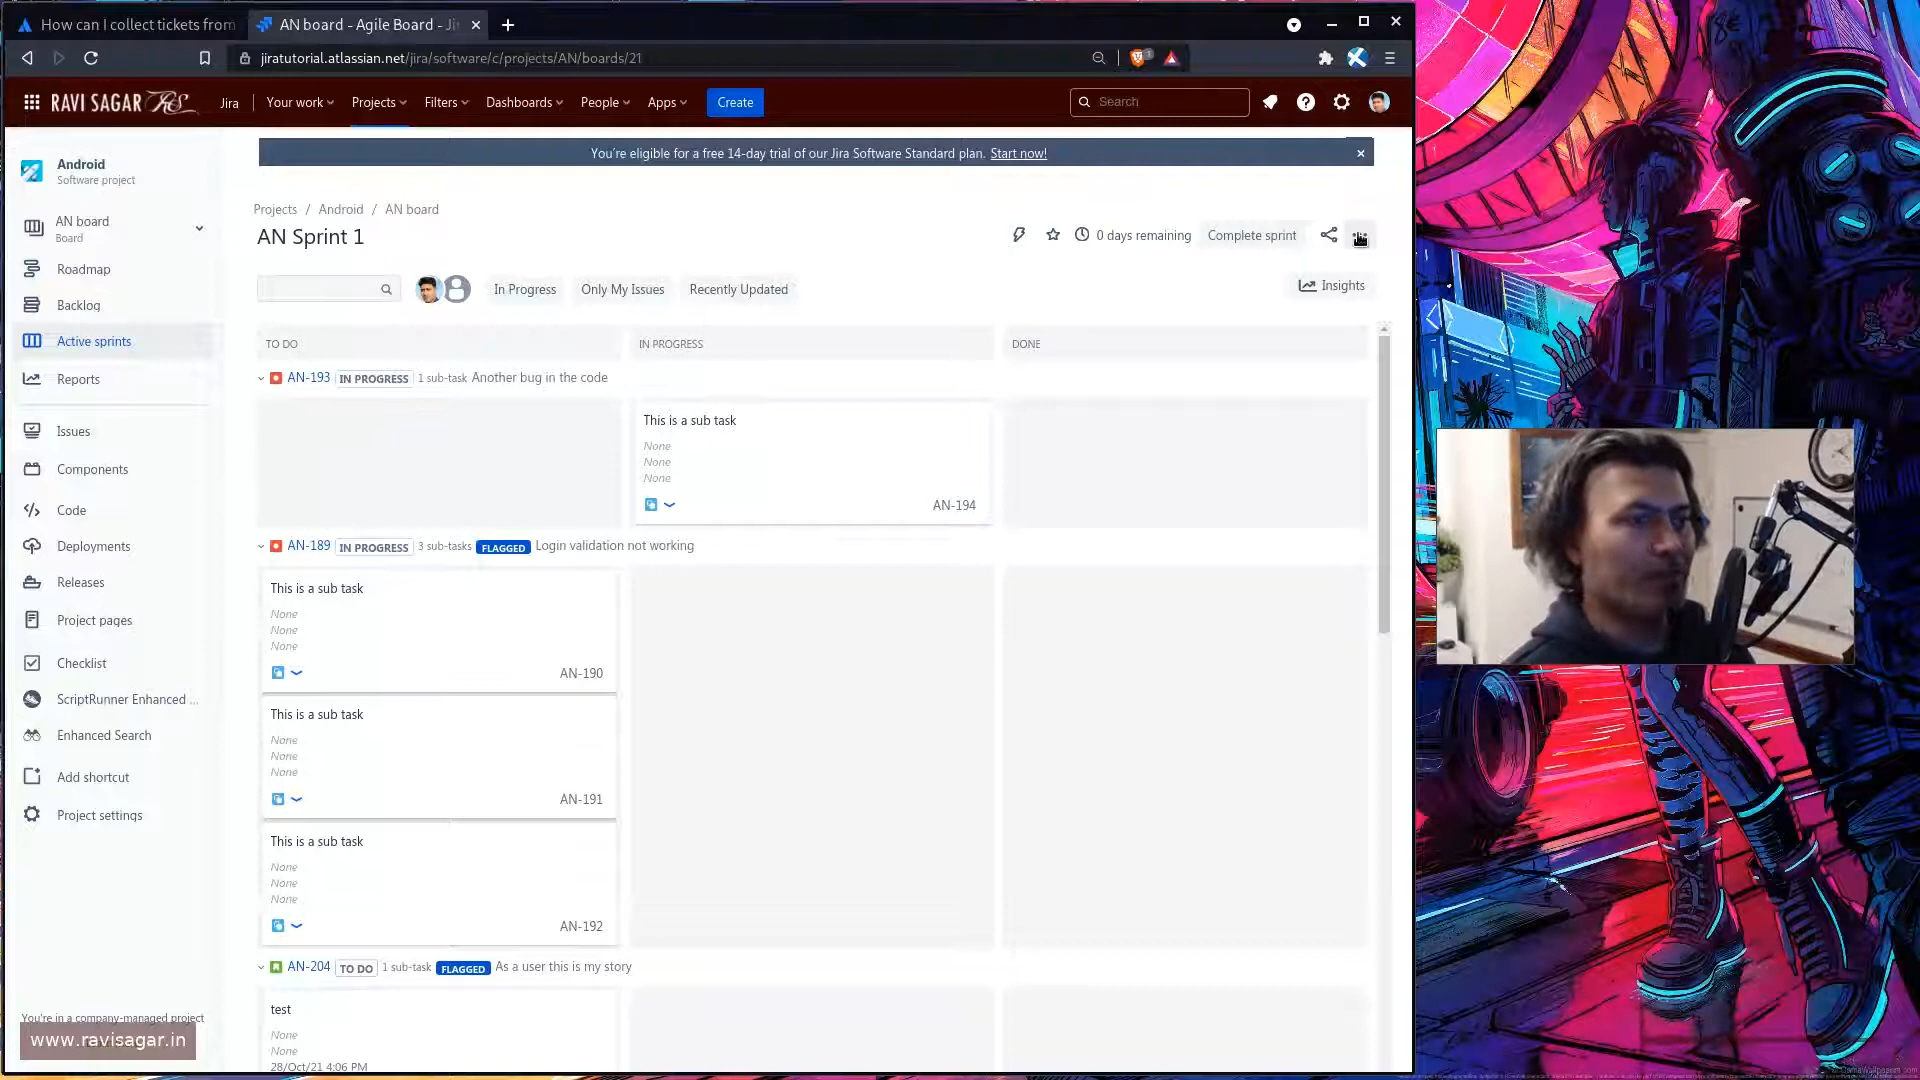 How can I collect tickets from
AN board - Agile Board - Ji
jiratutorial.atlassian.net/jira/software/c/projects/AN/boards/21
RAVI SAGAR RS
Jira
Your work
Projects
Filters
Dashboards
People
Apps
Create
Search
You're eligible for a free 14-day trial of our Jira Software Standard plan. Start now!
Android
Software project
AN board
Board
Roadmap
Backlog
Active sprints
Reports
Issues
Components
Code
Deployments
Releases
Project pages
Checklist
ScriptRunner Enhanced ...
Enhanced Search
Add shortcut
Project settings
You're in a company-managed project
www.ravisagar.in
Projects / Android / AN board
AN Sprint 1
0 days remaining
Complete sprint
In Progress
Only My Issues
Recently Updated
Insights
TO DO
IN PROGRESS
DONE
AN-193 IN PROGRESS 1 sub-task Another bug in the code
This is a sub task
None
None
None
AN-194
AN-189 IN PROGRESS 3 sub-tasks FLAGGED Login validation not working
This is a sub task
None
None
None
AN-190
This is a sub task
None
None
None
AN-191
This is a sub task
None
None
None
AN-192
AN-204 TO DO 1 sub-task FLAGGED As a user this is my story
test
None
None
28/Oct/21 4:06 PM